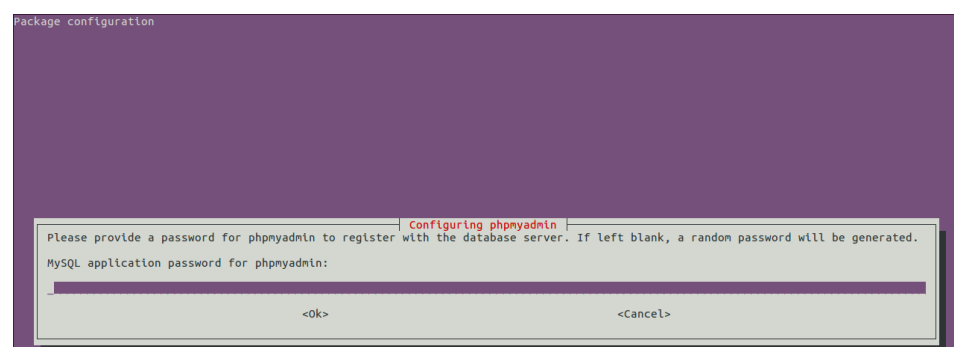 Package configuration
Configuring phpmyadmin
Please provide a password for phpmyadmin to register with the database server. If left blank, a random password will be generated.
MySQL application password for phpmyadmin:
<Ok> <Cancel>